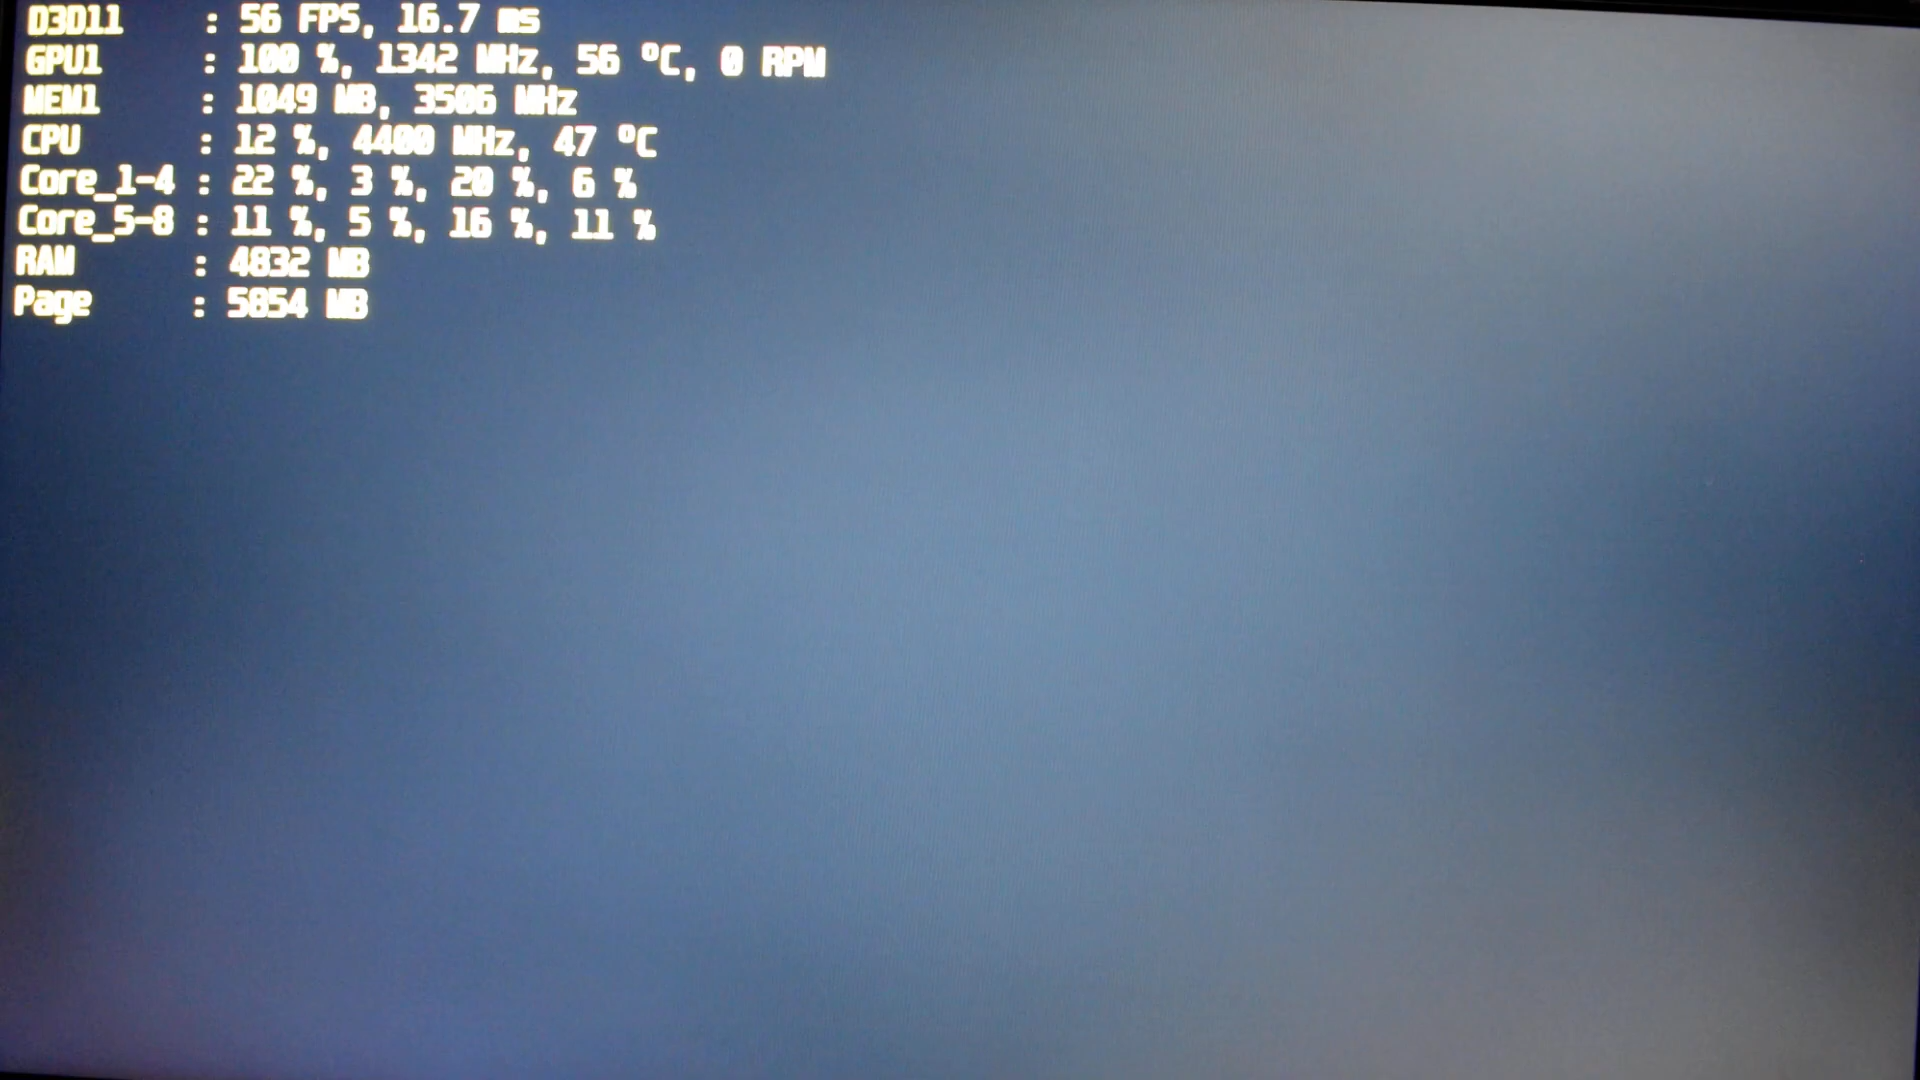 D3D11 : 56 FPS, 16.7 ms
GPU1 : 100 %, 1342 MHz, 56 °C, 0 RPM
MEM1 : 1049 MB, 3506 MHz
CPU : 12 %, 4400 MHz, 47 °C
Core_1-4 : 22 %, 3 %, 20 %, 6 %
Core_5-8 : 11 %, 5 %, 16 %, 11 %
RAM : 4832 MB
Page : 5854 MB